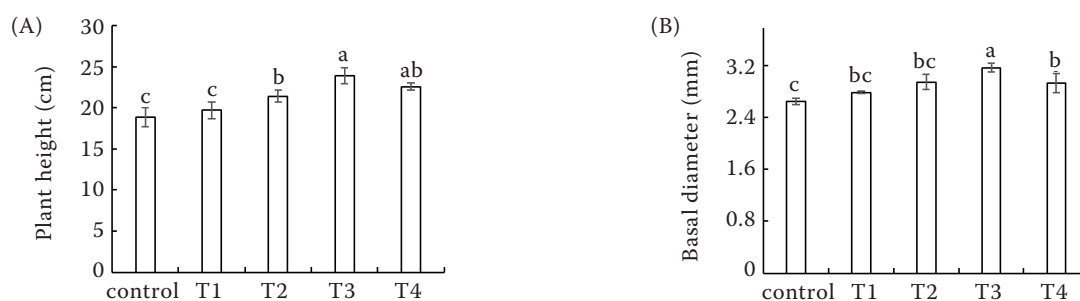 (A)
Plant height (cm)
30
25
20
15
10
5
0
c
c
b
a
ab
control T1 T2 T3 T4
(B)
Basal diameter (mm)
3.2
2.4
1.6
0.8
0
c
bc
bc
a
b
control T1 T2 T3 T4